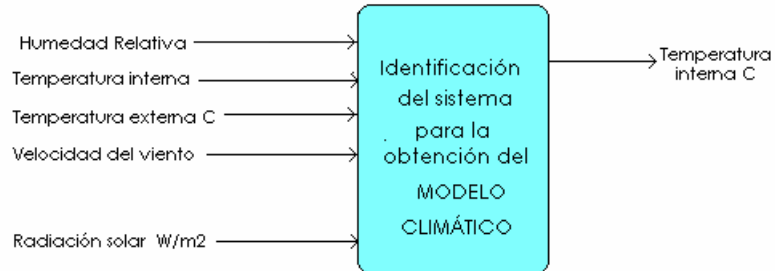 Humedad Relativa
Temperatura interna
Temperatura externa C
Velocidad del viento
Radiación solar W/m2
Identificación
del sistema
para la
obtención del
MODELO
CLIMÁTICO
Temperatura
interna C